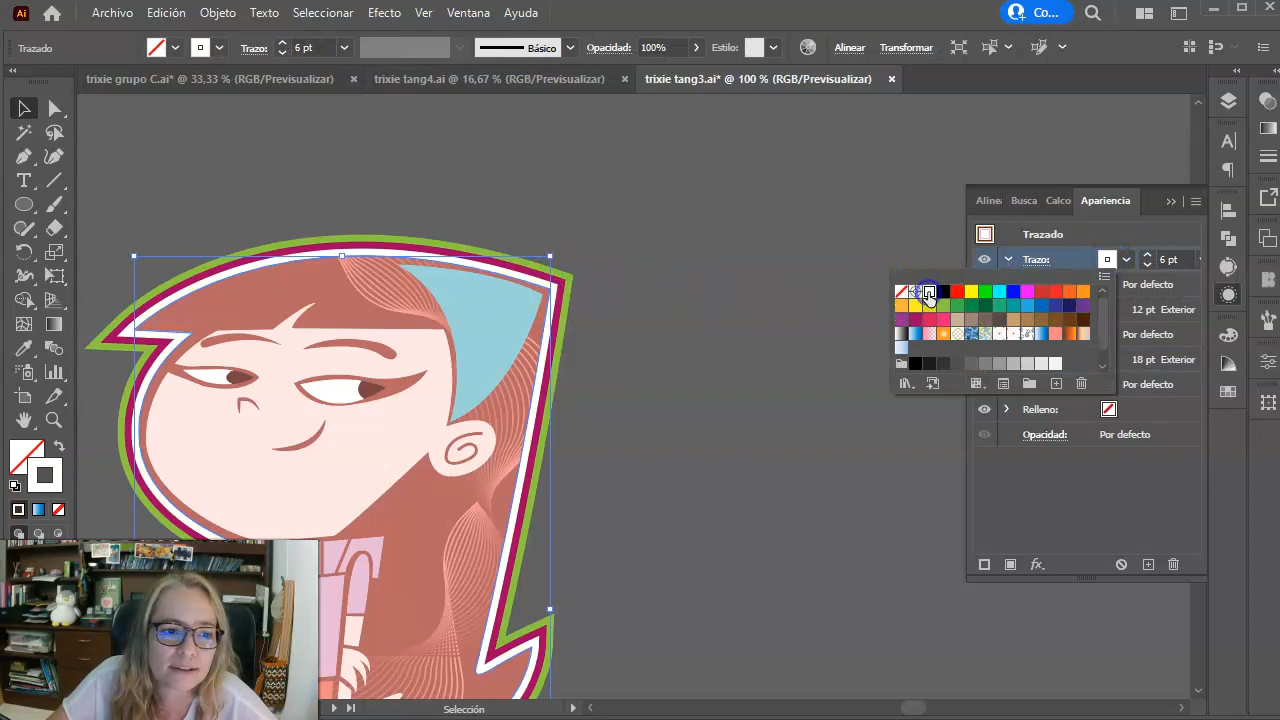 Ai
Archivo
Edición
Objeto
Texto
Seleccionar
Efecto
Ver
Ventana
Ayuda
Co...
Trazado
Trazo:
6 pt
Básico
Opacidad:
100%
Estilo:
Alinear
Transformar
trixie grupo C.ai* @ 33,33 % (RGB/Previsualizar)
trixie tang4.ai @ 16,67 % (RGB/Previsualizar)
trixie tang3.ai* @ 100 % (RGB/Previsualizar)
Alinea
Busca
Calco
Apariencia
Trazado
Trazo:
6 pt
Por defecto
12 pt Exterior
Por defecto
18 pt Exterior
Por defecto
Relleno:
Opacidad:
Por defecto
fx
Selección